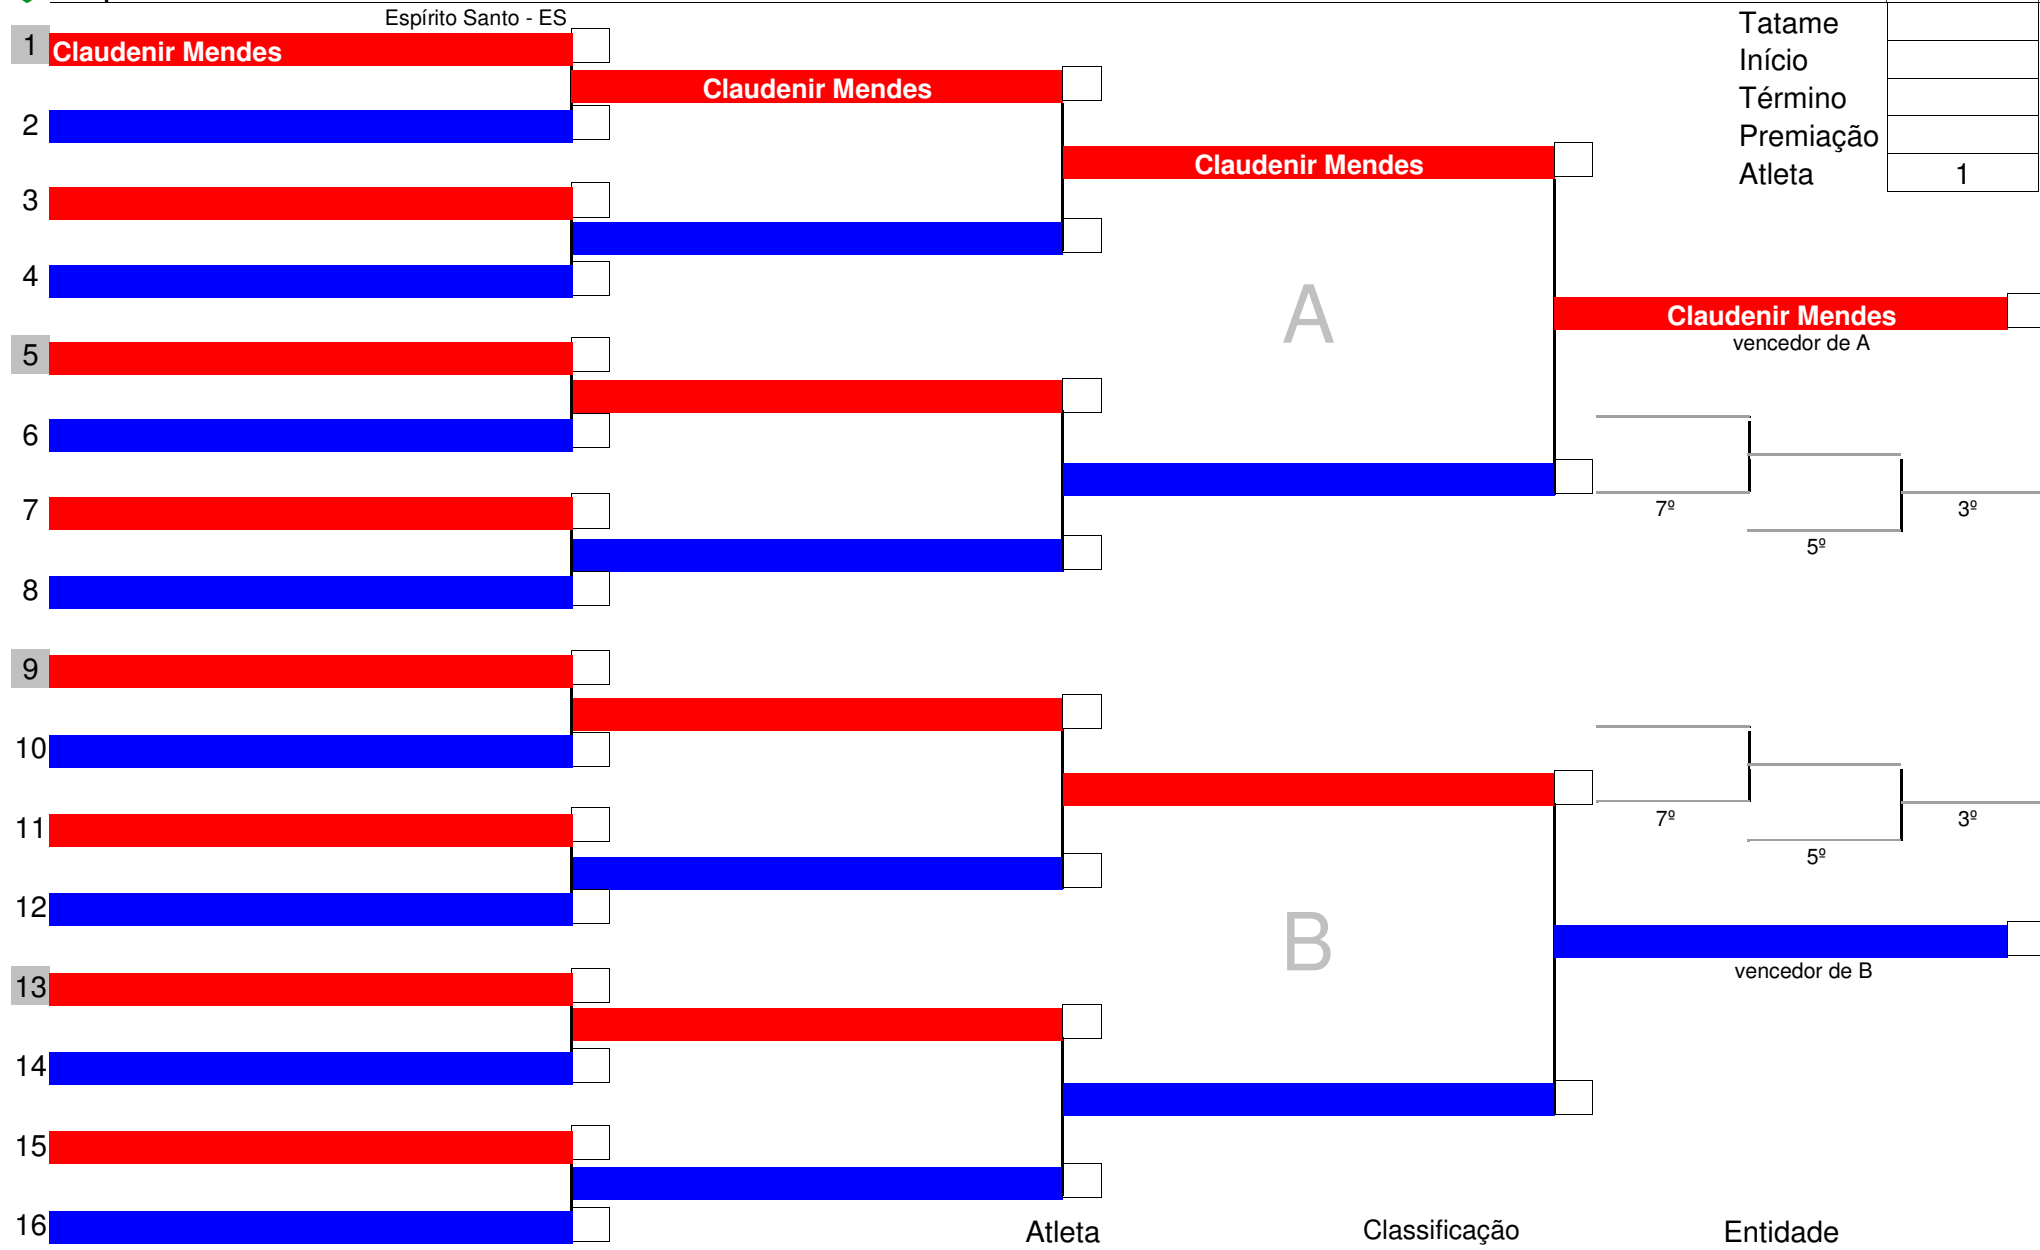 Espírito Santo - ES
Tatame
Início
Término
Premiação
Atleta 1
1 Claudenir Mendes
Claudenir Mendes
2
Claudenir Mendes
3
4
A
Claudenir Mendes
vencedor de A
5
6
7
7º 3º
5º
8
9
10
11
7º 3º
5º
12
B
vencedor de B
13
14
15
16
Atleta Classificação Entidade